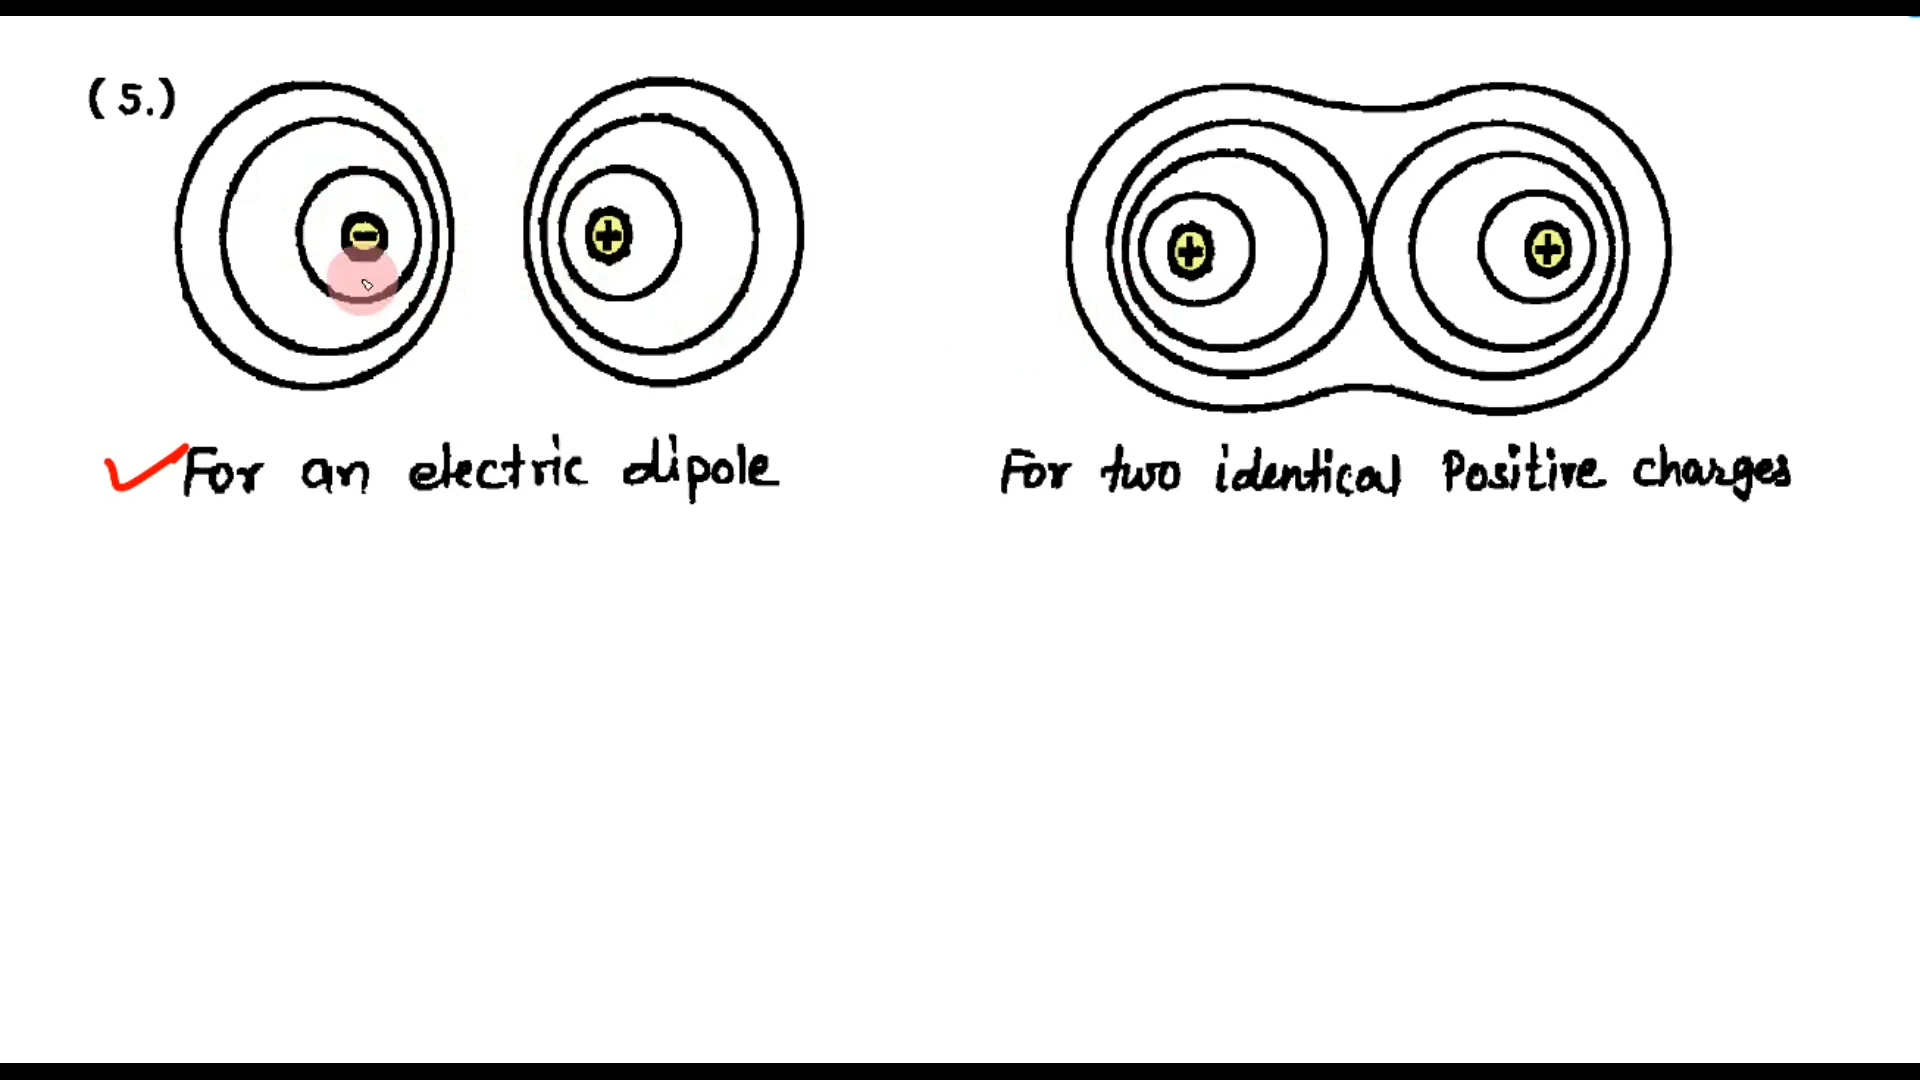 (5.)
- + + +
For an electric dipole
For two identical Positive charges